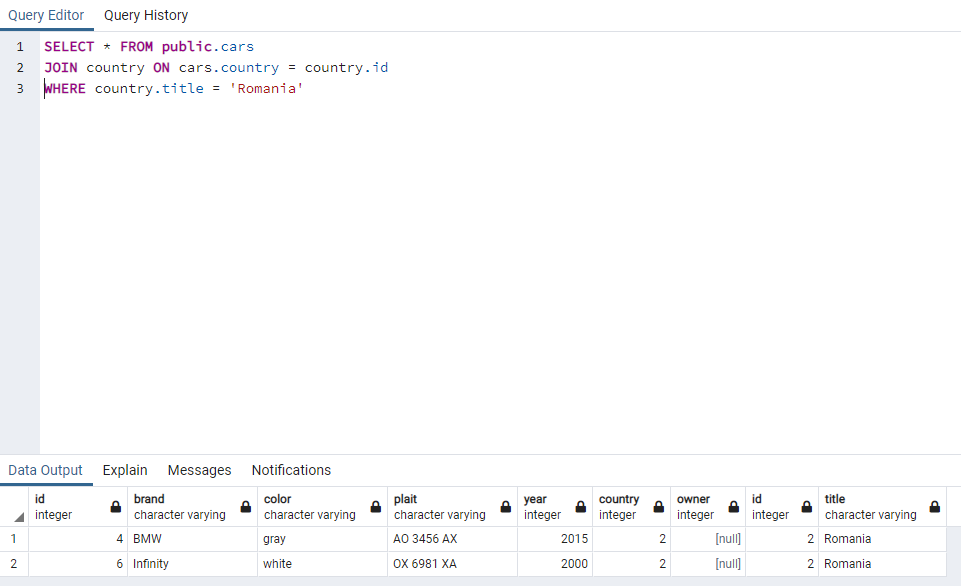 Query Editor Query History
1 SELECT * FROM public.cars
2 JOIN country ON cars.country = country.id
3 WHERE country.title = 'Romania'
Data Output Explain Messages Notifications
id brand color plait year country owner id title
integer character varying character varying character varying integer integer integer integer character varying
1 4 BMW gray AO 3456 AX 2015 2 [null] 2 Romania
2 6 Infinity white OX 6981 XA 2000 2 [null] 2 Romania